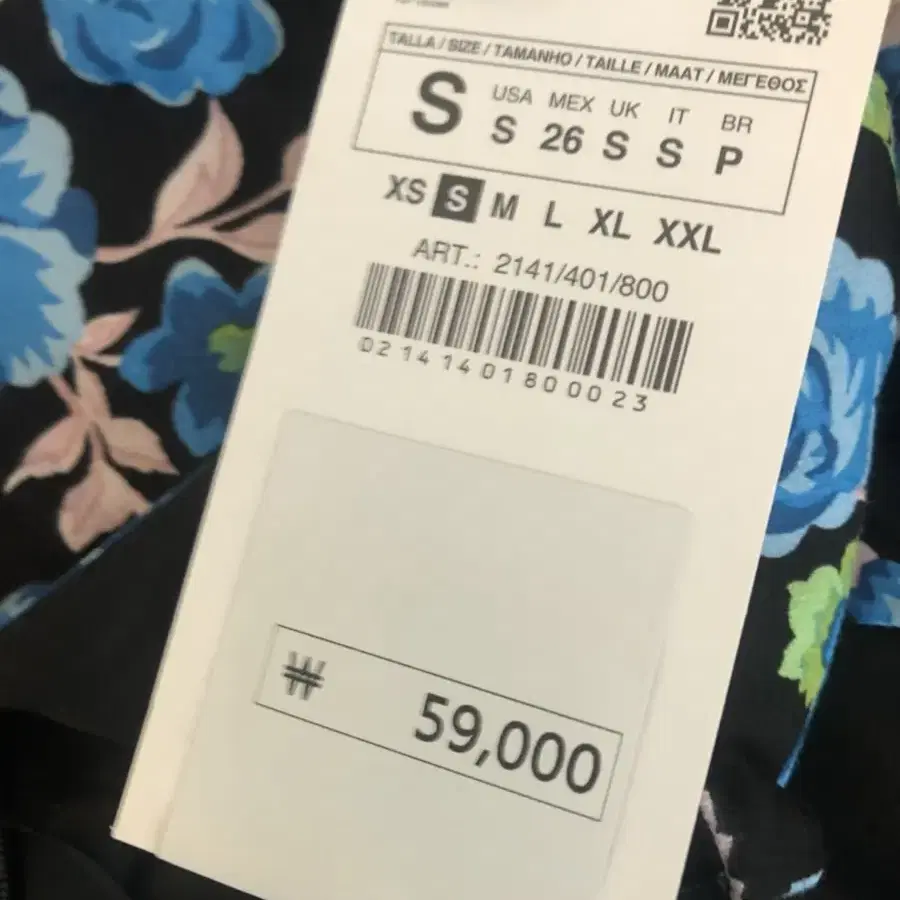 TALLA / SIZE / TAMANHO / TAILLE / MAAT / ΜΕΓΕΘΟΣ
S USA MEX UK IT BR
S 26 S S P
XS S M L XL XXL
ART.: 2141/401/800
02141401800023
₩ 59,000